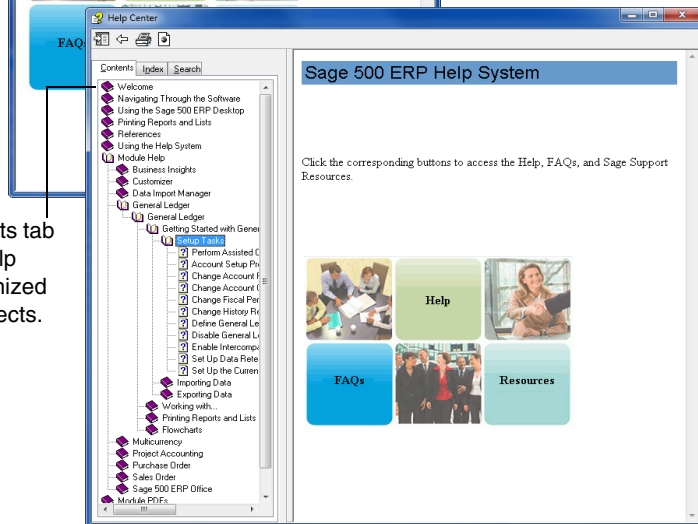 Help Center
FAQ
Contents Index Search
Welcome
Navigating Through the Software
Using the Sage 500 ERP Desktop
Printing Reports and Lists
References
Using the Help System
Module Help
Business Insights
Customizer
Data Import Manager
General Ledger
General Ledger
Getting Started with Gener
Setup Tasks
Perform Assisted C
Account Setup Pr
Change Account F
Change Account
Change Fiscal Per
Change History Re
Define General Le
Disable General L
Enable Intercompa
Set Up Data Rete
Set Up the Curren
Importing Data
Exporting Data
Working with...
Printing Reports and Lists
Flowcharts
Multicurrency
Project Accounting
Purchase Order
Sales Order
Sage 500 ERP Office
Module PDFs
ts tab
lp
nized
ects.
Sage 500 ERP Help System
Click the corresponding buttons to access the Help, FAQs, and Sage Support
Resources.
Help
FAQs
Resources